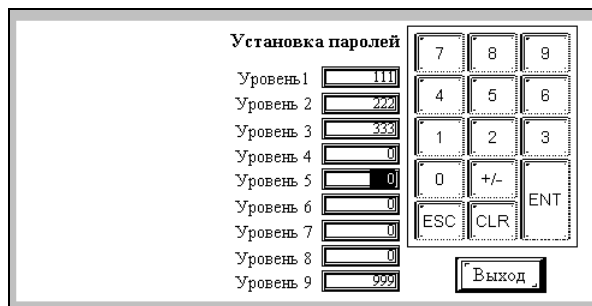 Установка паролей
Уровень1 111
Уровень 2 222
Уровень 3 333
Уровень 4 0
Уровень 5 0
Уровень 6 0
Уровень 7 0
Уровень 8 0
Уровень 9 999
7 8 9
4 5 6
1 2 3
0 +/- ENT
ESC CLR
Выход